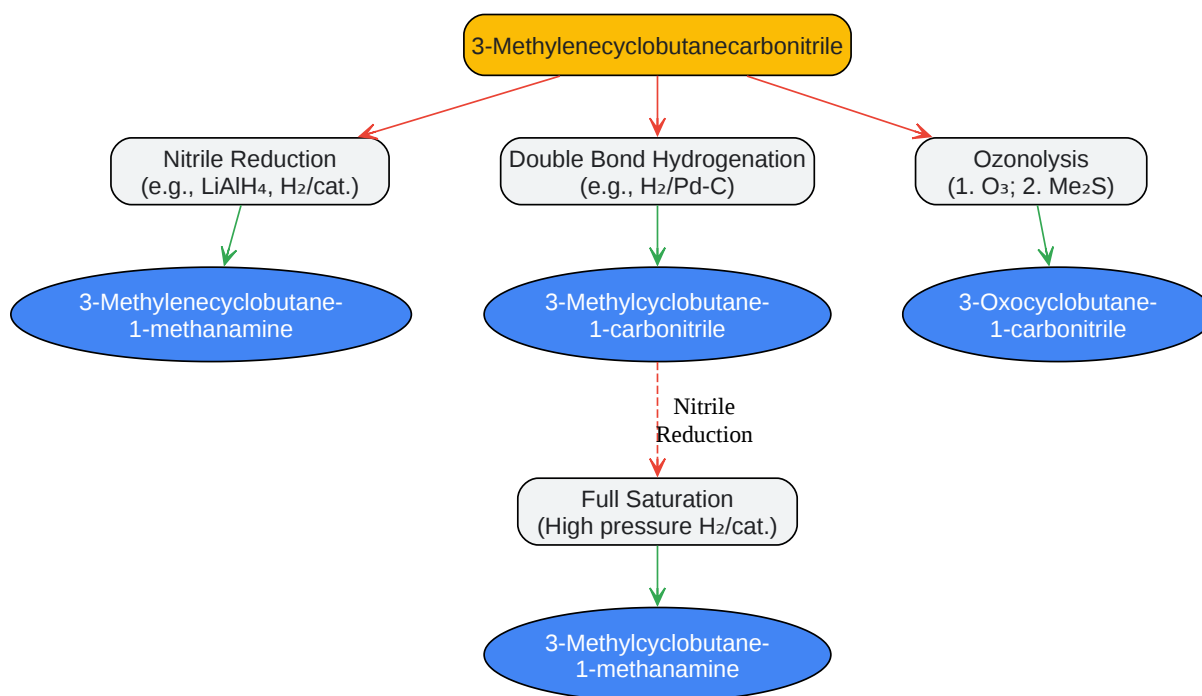 3-Methylenecyclobutanecarbonitrile
Nitrile Reduction
(e.g., LiAlH₄, H₂/cat.)
Double Bond Hydrogenation
(e.g., H₂/Pd-C)
Ozonolysis
(1. O₃; 2. Me₂S)
3-Methylenecyclobutane-
1-methanamine
3-Methylcyclobutane-
1-carbonitrile
3-Oxocyclobutane-
1-carbonitrile
Nitrile
Reduction
Full Saturation
(High pressure H₂/cat.)
3-Methylcyclobutane-
1-methanamine